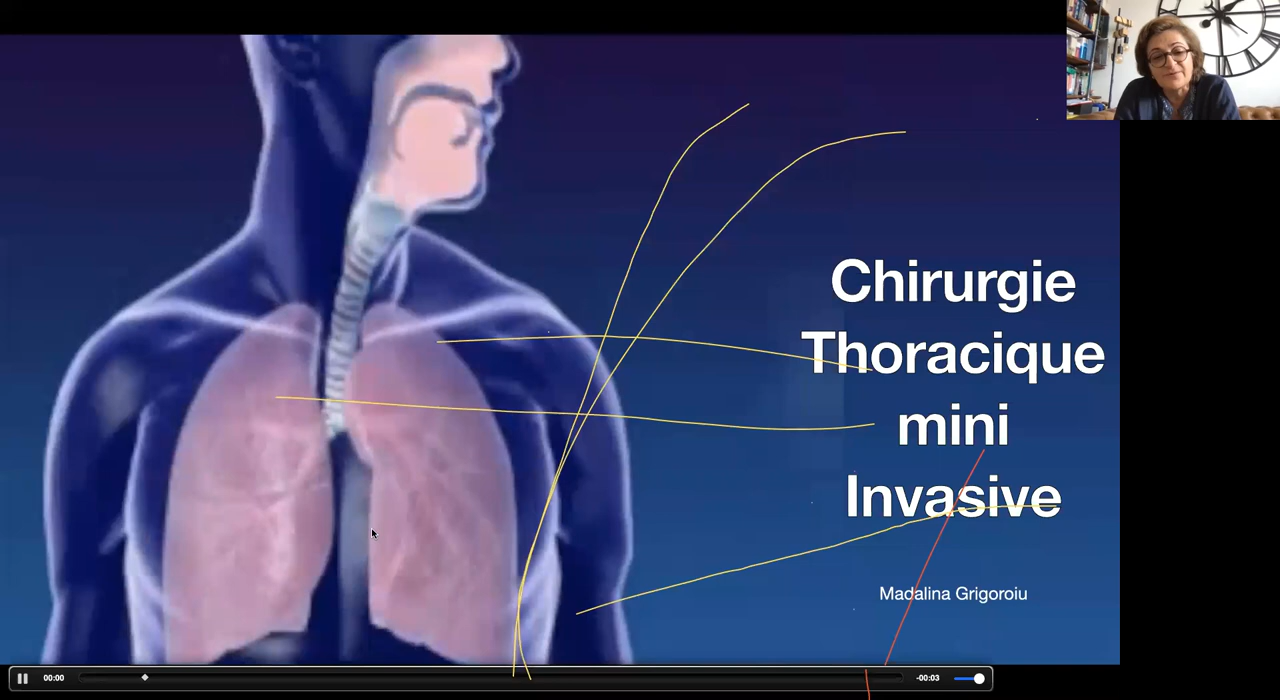 Chirurgie
Thoracique
mini
Invasive
Madalina Grigoroiu
00:00
-00:03